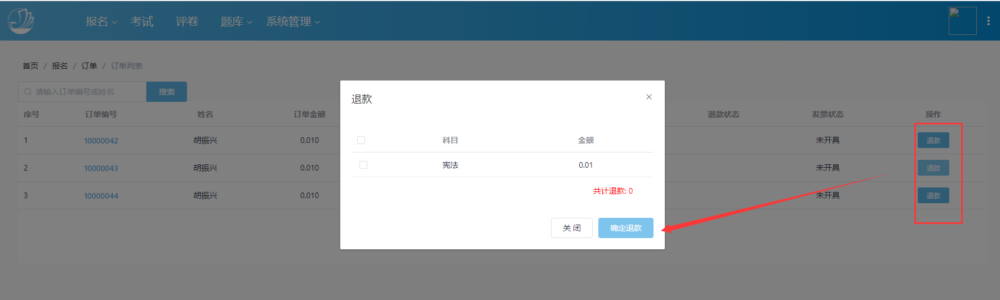 报名 考试 评卷 题库 系统管理
首页 / 报名 / 订单 / 订单列表
请输入订单编号或姓名 搜索
序号 订单编号 姓名 订单金额 退款状态 发票状态 操作
1 10000042 胡振兴 0.010 未开具 退款
2 10000043 胡振兴 0.010 未开具 退款
3 10000044 胡振兴 0.010 未开具 退款
退款
科目 金额
宪法 0.01
共计退款: 0
关 闭 确定退款